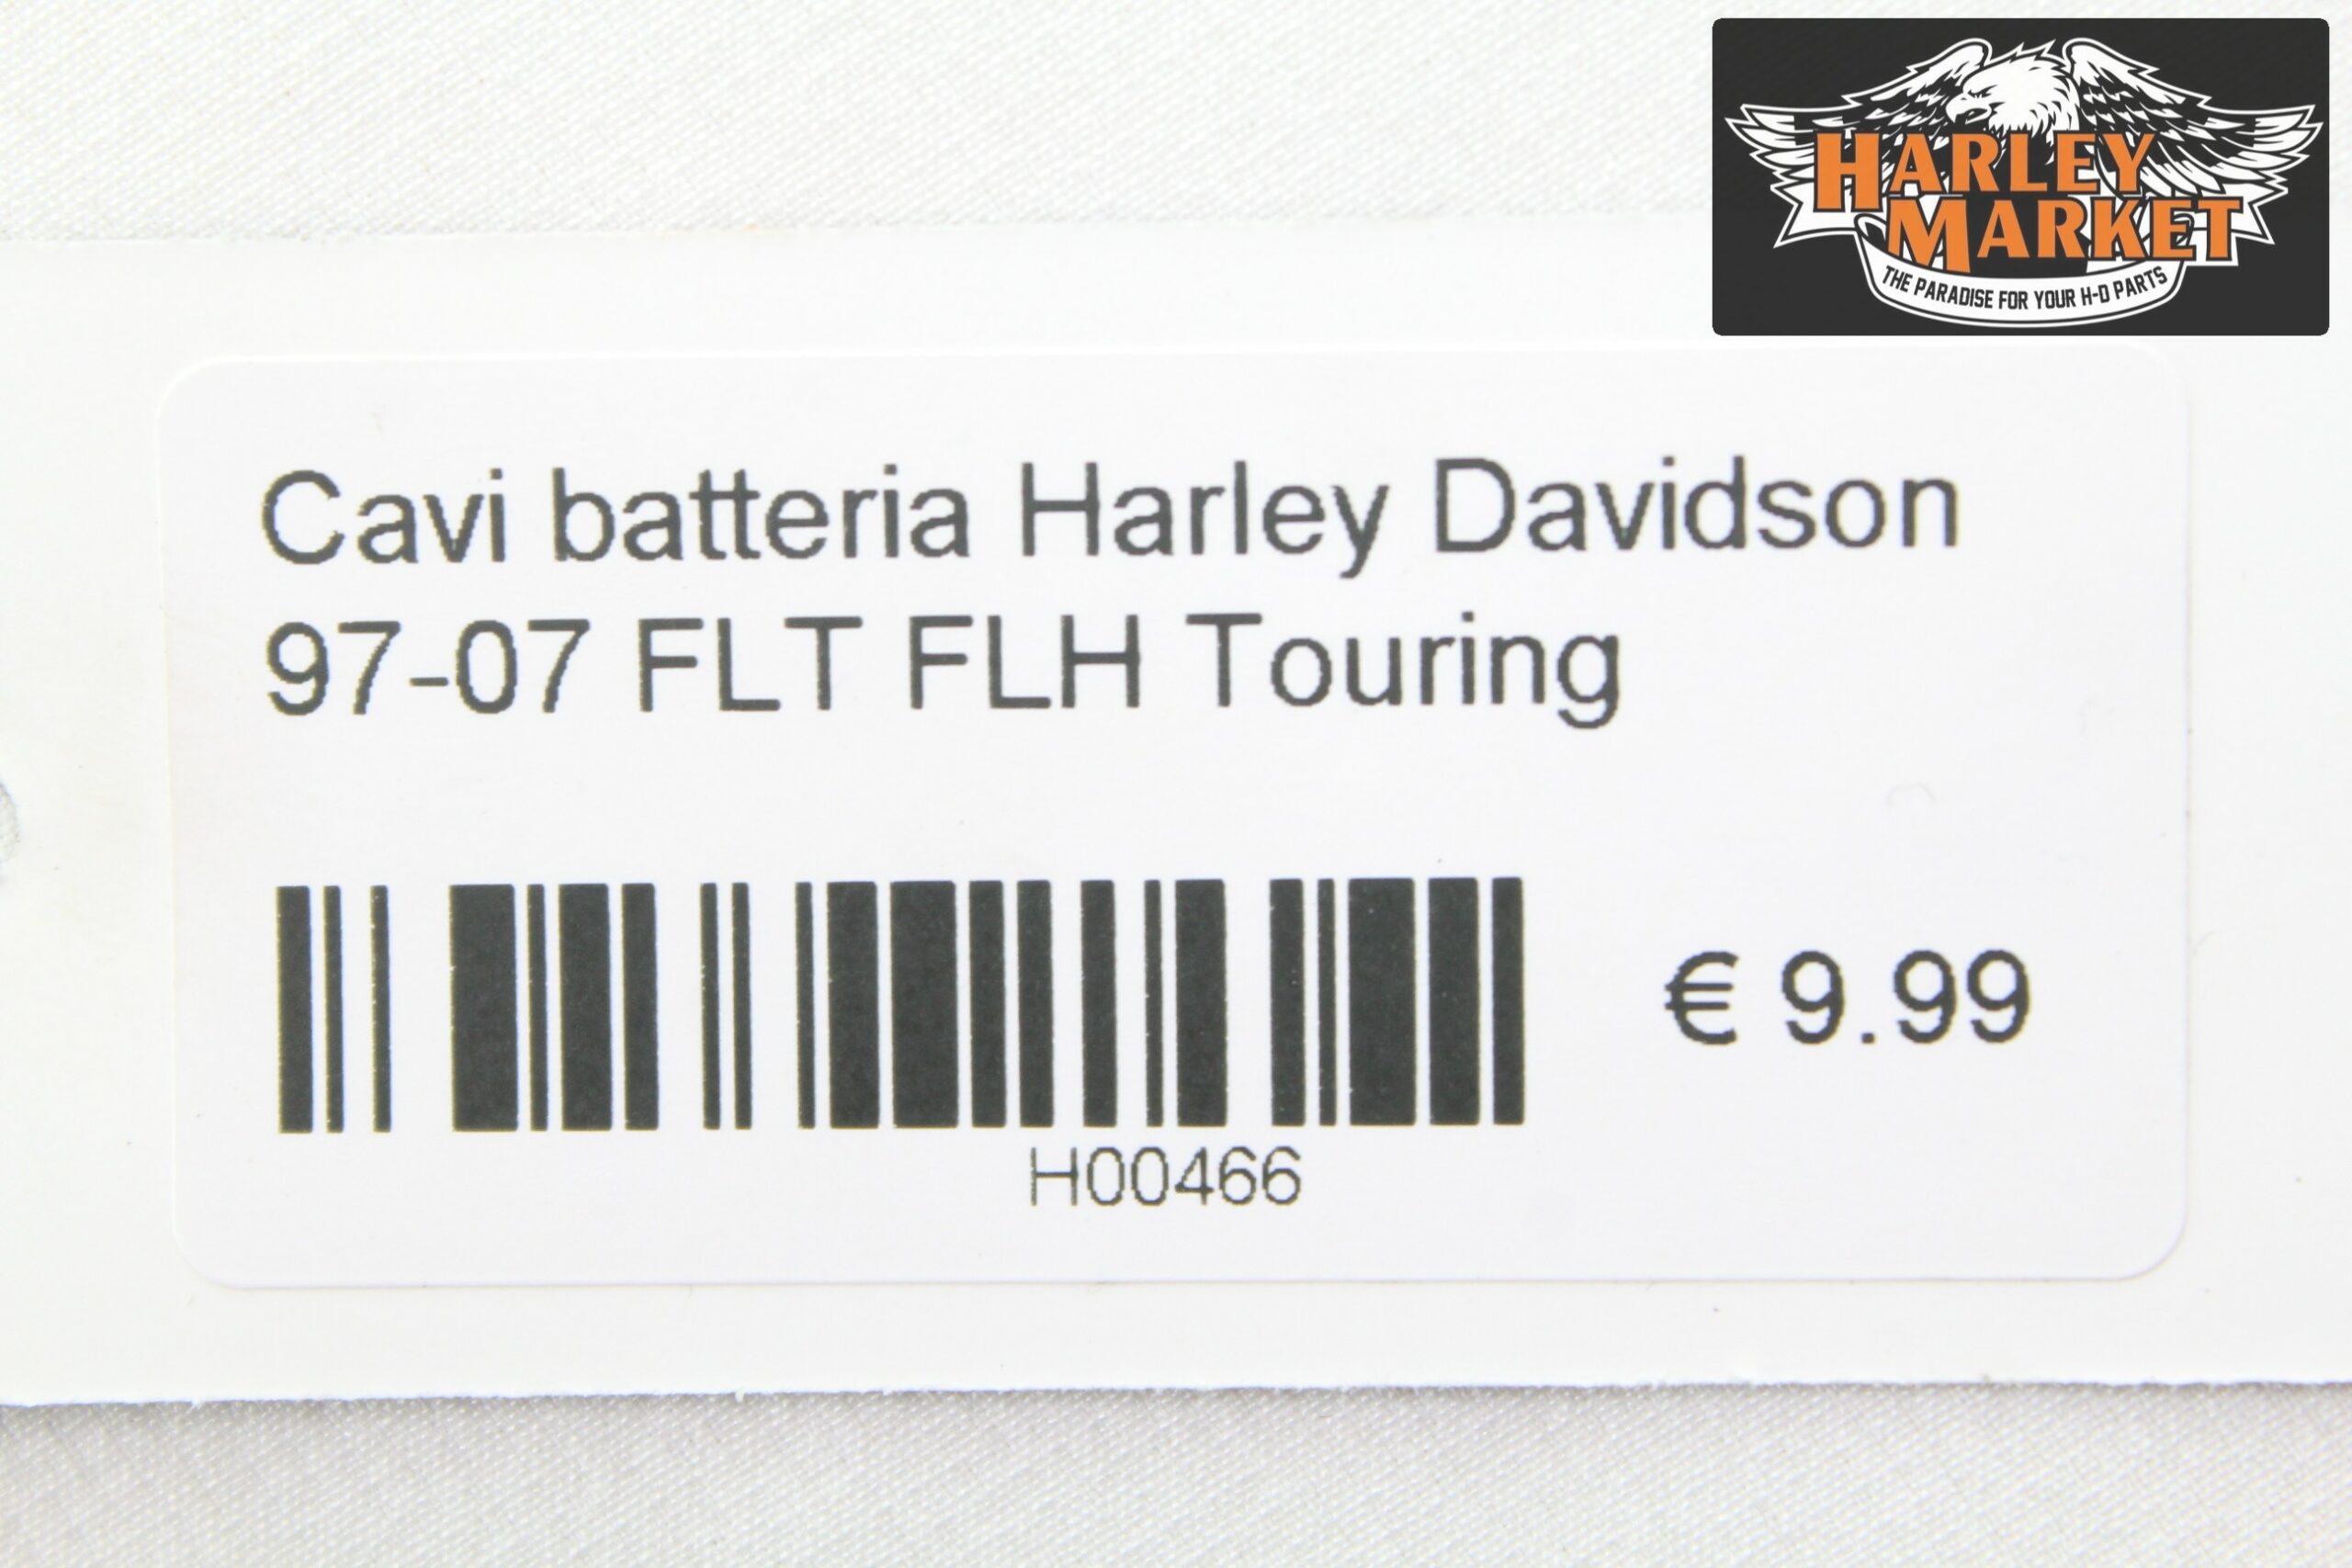 HARLEY
MARKET
THE PARADISE FOR YOUR H-D PARTS
Cavi batteria Harley Davidson
97-07 FLT FLH Touring
€ 9.99
H00466